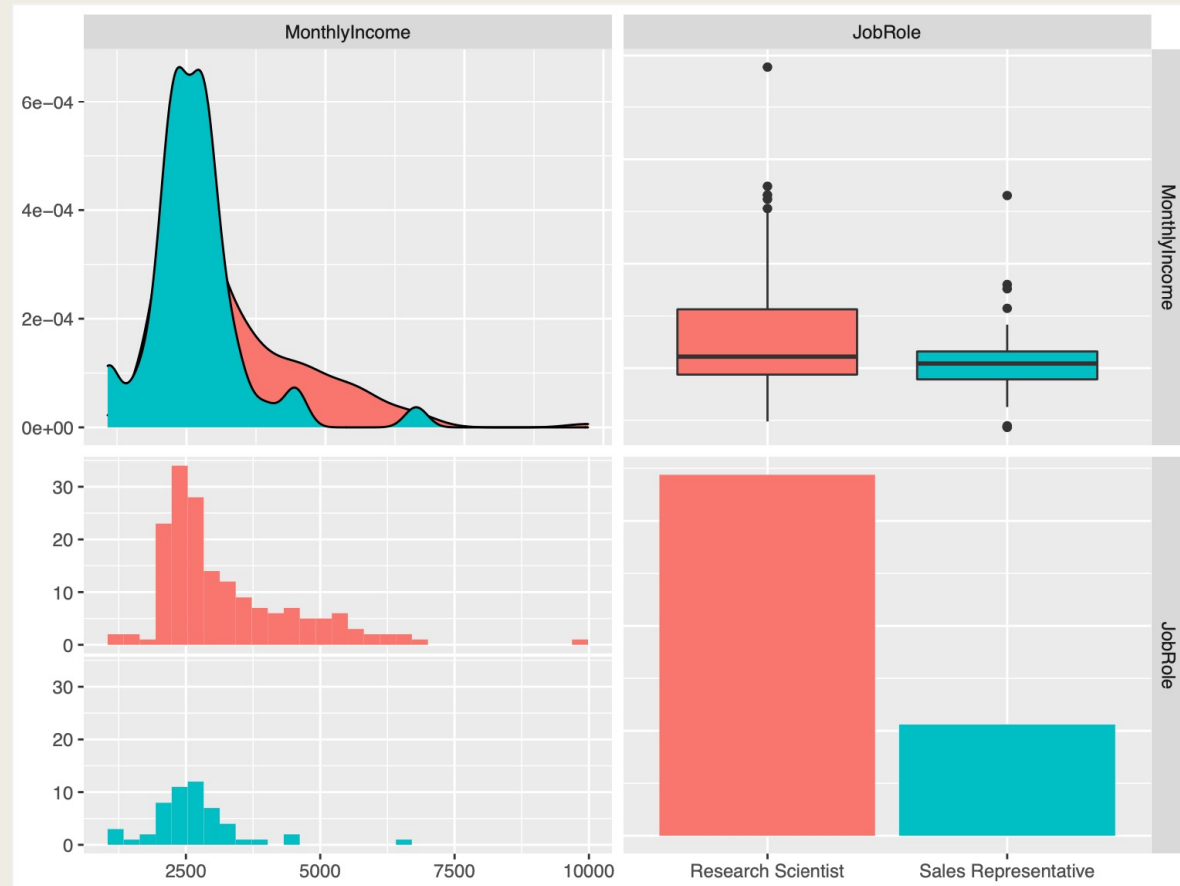 MonthlyIncome
JobRole
6e−04
4e−04
2e−04
0e+00
MonthlyIncome
30
20
10
0
30
20
10
0
JobRole
2500
5000
7500
10000
Research Scientist
Sales Representative